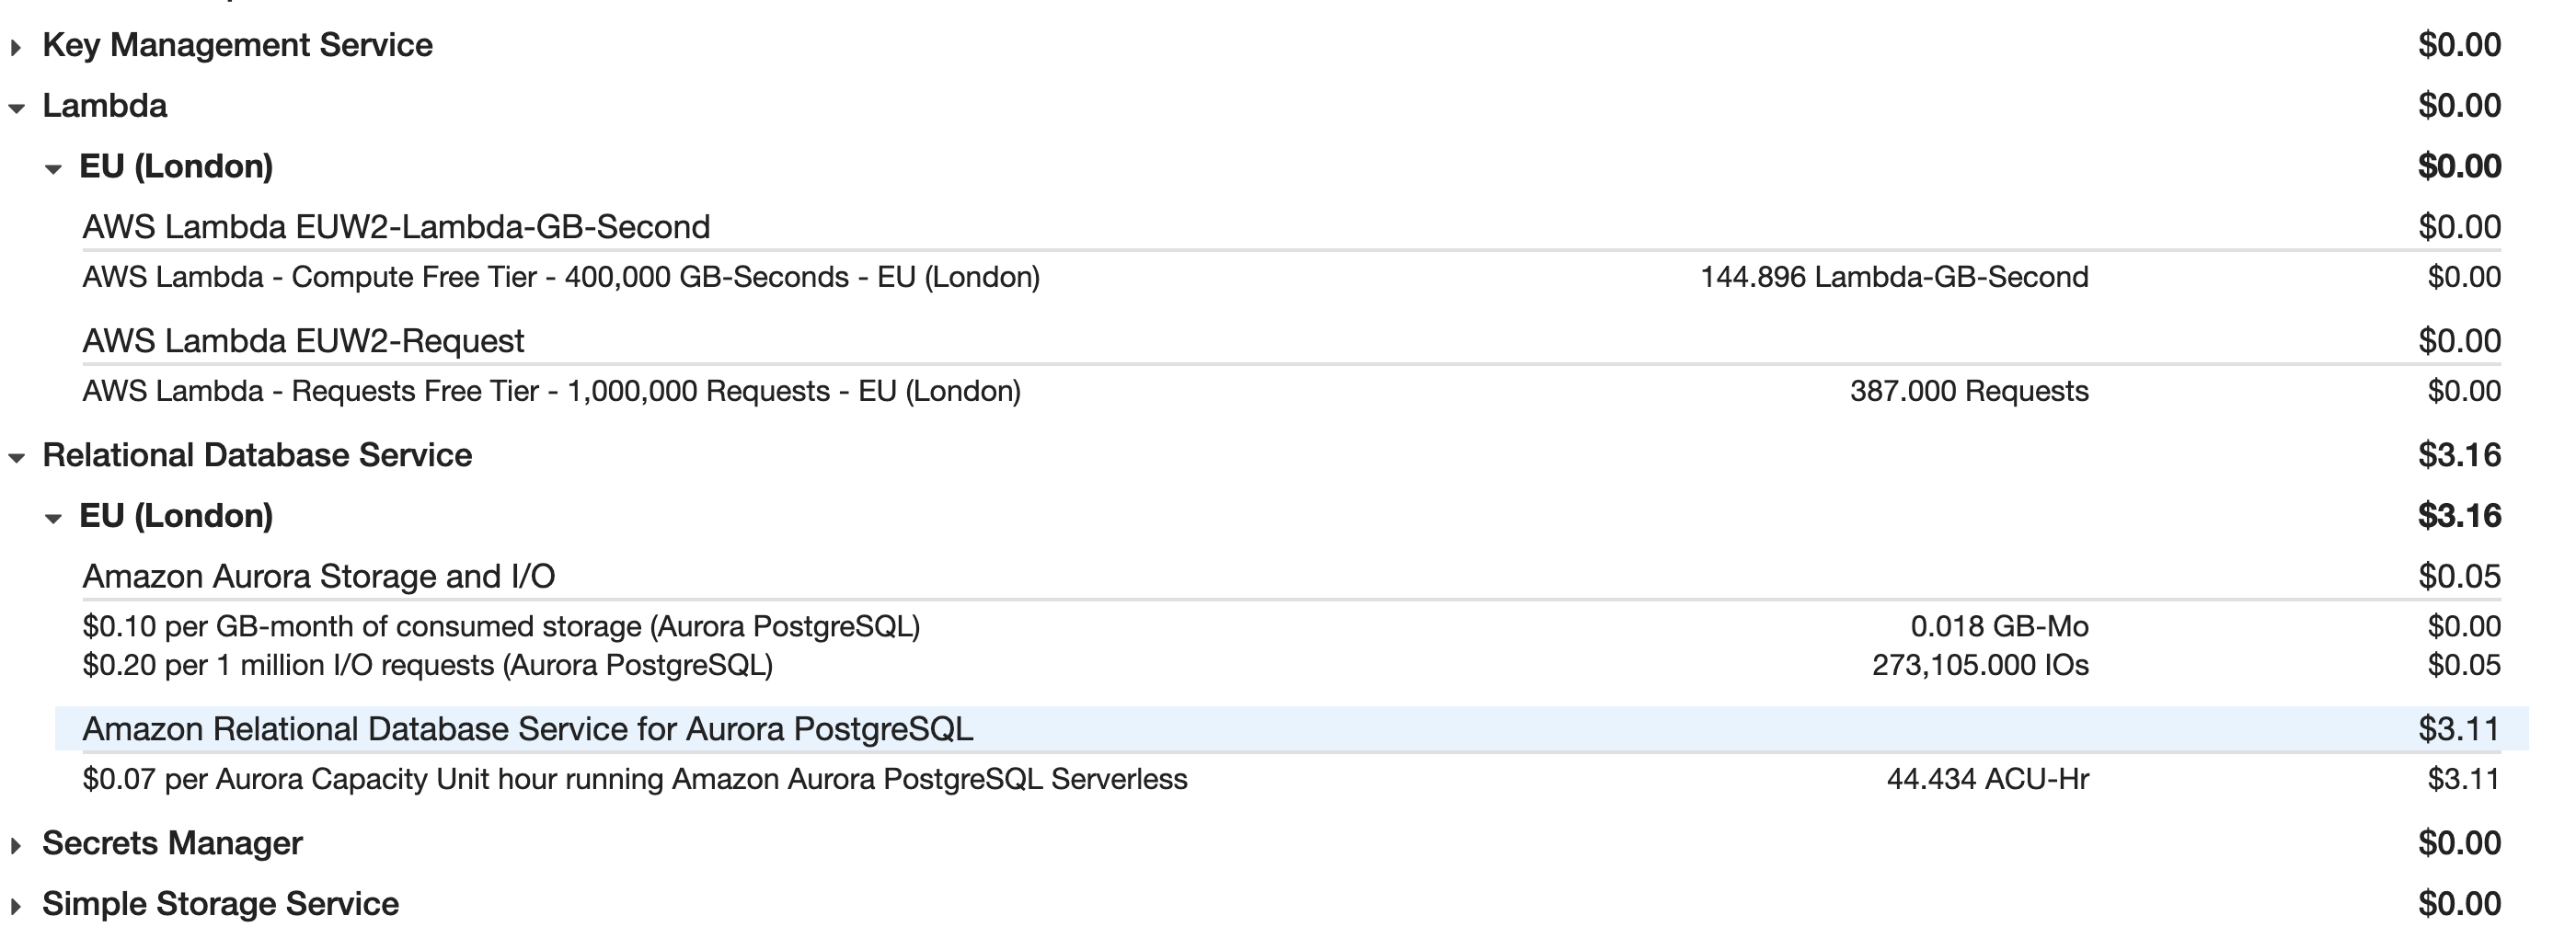 Key Management Service $0.00
Lambda $0.00
EU (London) $0.00
AWS Lambda EUW2-Lambda-GB-Second $0.00
AWS Lambda - Compute Free Tier - 400,000 GB-Seconds - EU (London) 144.896 Lambda-GB-Second $0.00
AWS Lambda EUW2-Request $0.00
AWS Lambda - Requests Free Tier - 1,000,000 Requests - EU (London) 387.000 Requests $0.00
Relational Database Service $3.16
EU (London) $3.16
Amazon Aurora Storage and I/O $0.05
$0.10 per GB-month of consumed storage (Aurora PostgreSQL) 0.018 GB-Mo $0.00
$0.20 per 1 million I/O requests (Aurora PostgreSQL) 273,105.000 IOs $0.05
Amazon Relational Database Service for Aurora PostgreSQL $3.11
$0.07 per Aurora Capacity Unit hour running Amazon Aurora PostgreSQL Serverless 44.434 ACU-Hr $3.11
Secrets Manager $0.00
Simple Storage Service $0.00